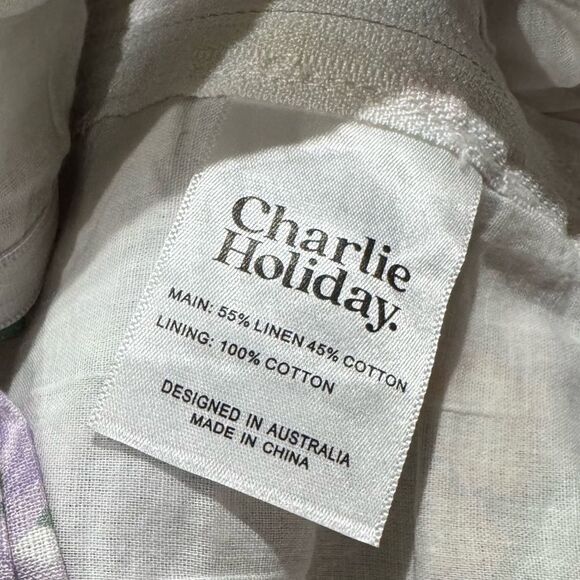 Charlie
Holiday.
MAIN: 55% LINEN 45% COTTON
LINING: 100% COTTON
DESIGNED IN AUSTRALIA
MADE IN CHINA